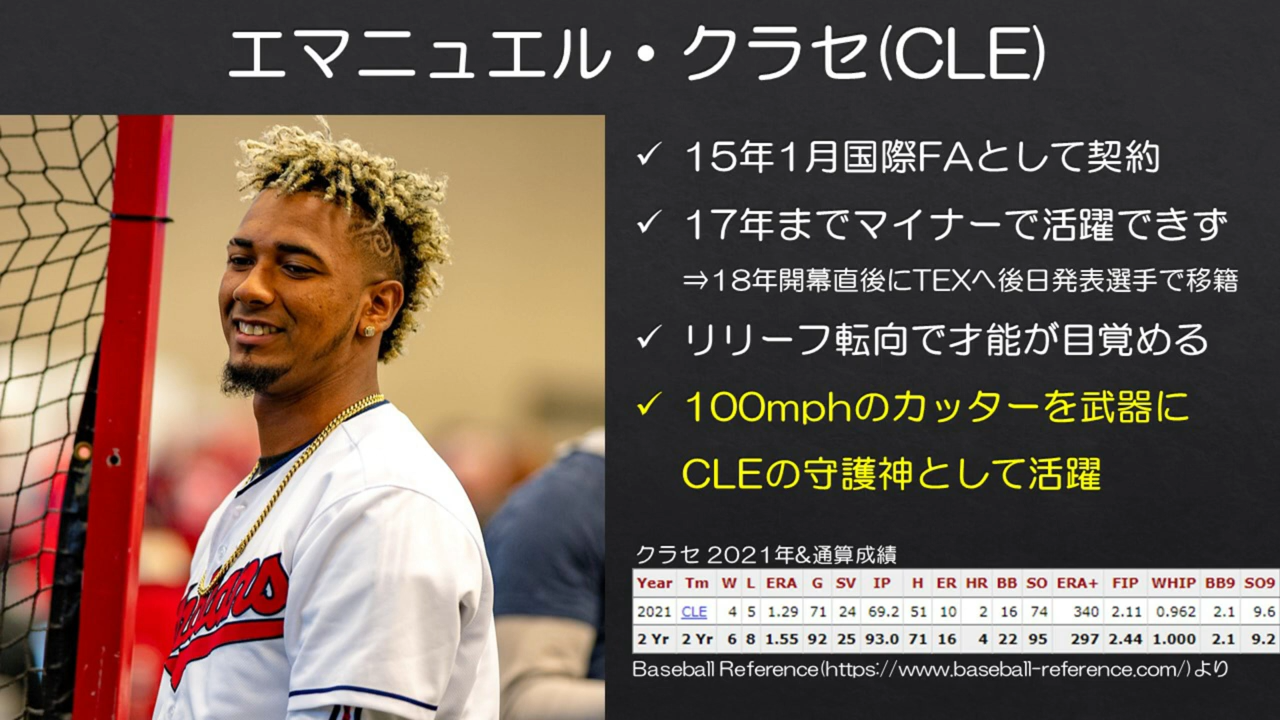 エマニュエル・クラセ(CLE)
✓ 15年1月国際FAとして契約
✓ 17年までマイナーで活躍できず
⇒18年開幕直後にTEXへ後日発表選手で移籍
✓ リリーフ転向で才能が目覚める
✓ 100mphのカッターを武器に
CLEの守護神として活躍
Indians
クラセ 2021年&通算成績
Year Tm W L ERA G SV IP H ER HR BB SO ERA+ FIP WHIP BB9 SO9
2021 CLE 4 5 1.29 71 24 69.2 51 10 2 16 74 340 2.11 0.962 2.1 9.6
2 Yr 2 Yr 6 8 1.55 92 25 93.0 71 16 4 22 95 297 2.44 1.000 2.1 9.2
Baseball Reference(https://www.baseball-reference.com/)より